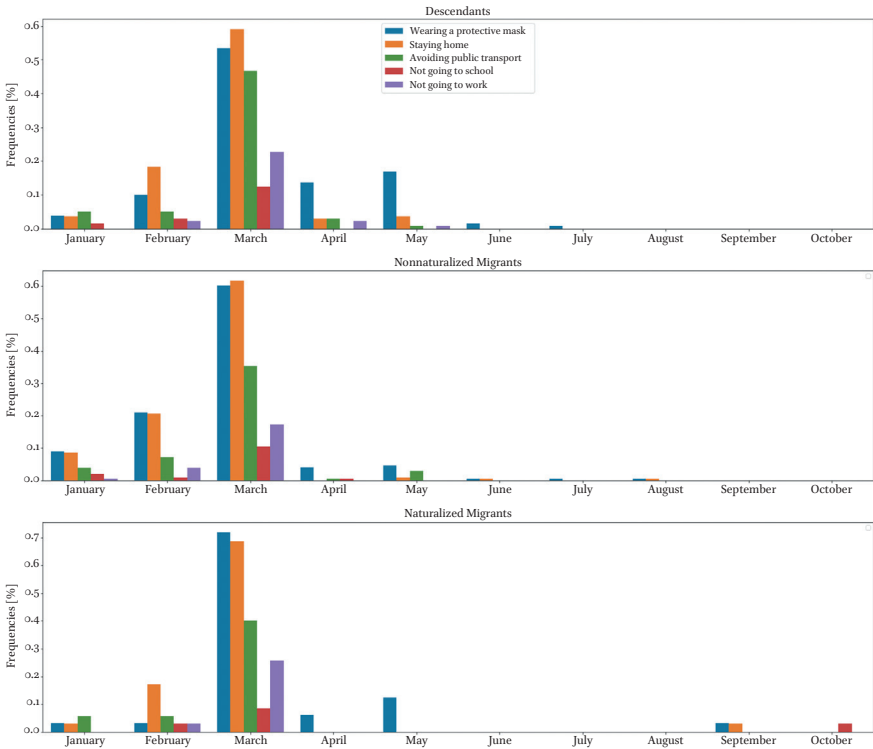 Descendants
Wearing a protective mask
Staying home
Avoiding public transport
Not going to school
Not going to work
Frequencies [%]
0.6
0.5
0.4
0.3
0.2
0.1
0.0
January February March April May June July August September October
Nonnaturalized Migrants
Frequencies [%]
0.6
0.5
0.4
0.3
0.2
0.1
0.0
January February March April May June July August September October
Naturalized Migrants
Frequencies [%]
0.7
0.6
0.5
0.4
0.3
0.2
0.1
0.0
January February March April May June July August September October